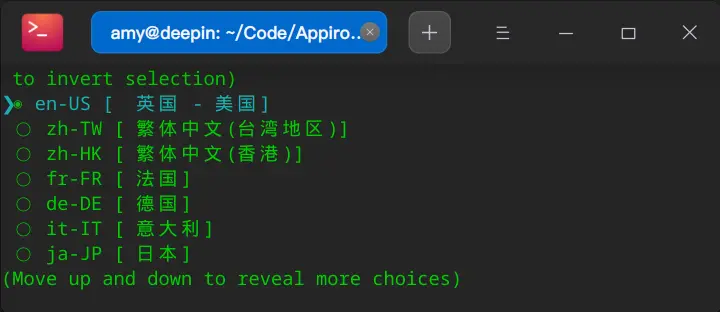 amy@deepin: ~/Code/Appiro..
to invert selection)
❯◉ en-US [ 英国 - 美国]
○ zh-TW [ 繁体中文(台湾地区)]
○ zh-HK [ 繁体中文(香港)]
○ fr-FR [ 法国]
○ de-DE [ 德国]
○ it-IT [ 意大利]
○ ja-JP [ 日本]
(Move up and down to reveal more choices)